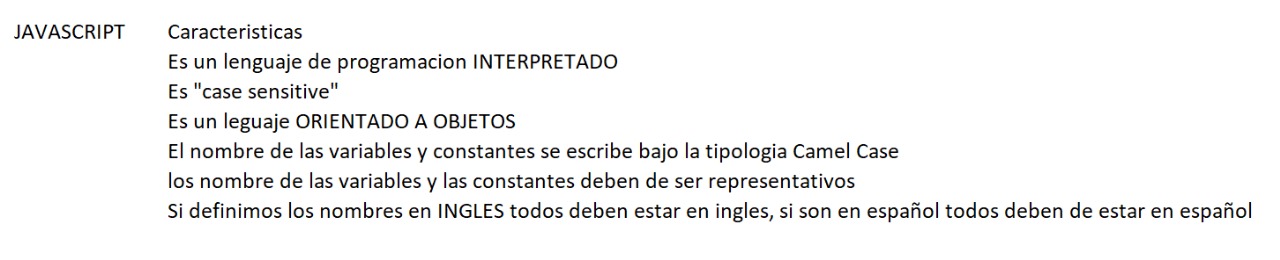 JAVASCRIPT Caracteristicas
Es un lenguaje de programacion INTERPRETADO
Es "case sensitive"
Es un leguaje ORIENTADO A OBJETOS
El nombre de las variables y constantes se escribe bajo la tipologia Camel Case
los nombre de las variables y las constantes deben de ser representativos
Si definimos los nombres en INGLES todos deben estar en ingles, si son en español todos deben de estar en español